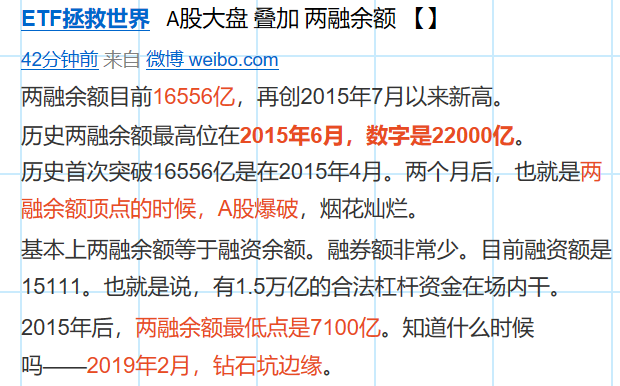 ETF拯救世界 A股大盘 叠加 两融余额 【 】
42分钟前 来自 微博 weibo.com
两融余额目前16556亿，再创2015年7月以来新高。
历史两融余额最高位在2015年6月，数字是22000亿。
历史首次突破16556亿是在2015年4月。两个月后，也就是两
融余额顶点的时候，A股爆破，烟花灿烂。
基本上两融余额等于融资余额。融券额非常少。目前融资额是
15111。也就是说，有1.5万亿的合法杠杆资金在场内干。
2015年后，两融余额最低点是7100亿。知道什么时候
吗——2019年2月，钻石坑边缘。